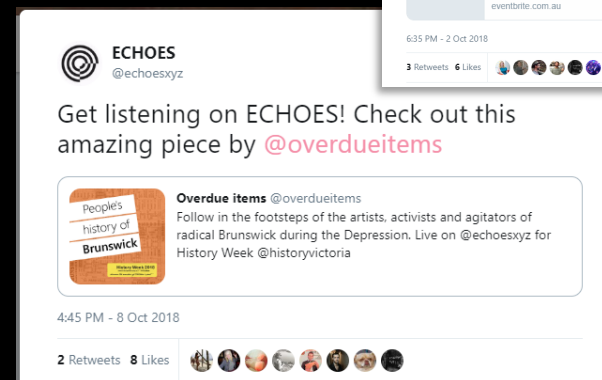 eventbrite.com.au
6:35 PM - 2 Oct 2018
3 Retweets 6 Likes
ECHOES
@echoesxyz
Get listening on ECHOES! Check out this
amazing piece by @overdueitems
People's
history of
Brunswick
History Week 2018
Overdue items @overdueitems
Follow in the footsteps of the artists, activists and agitators of
radical Brunswick during the Depression. Live on @echoesxyz for
History Week @historyvictoria
4:45 PM - 8 Oct 2018
2 Retweets 8 Likes